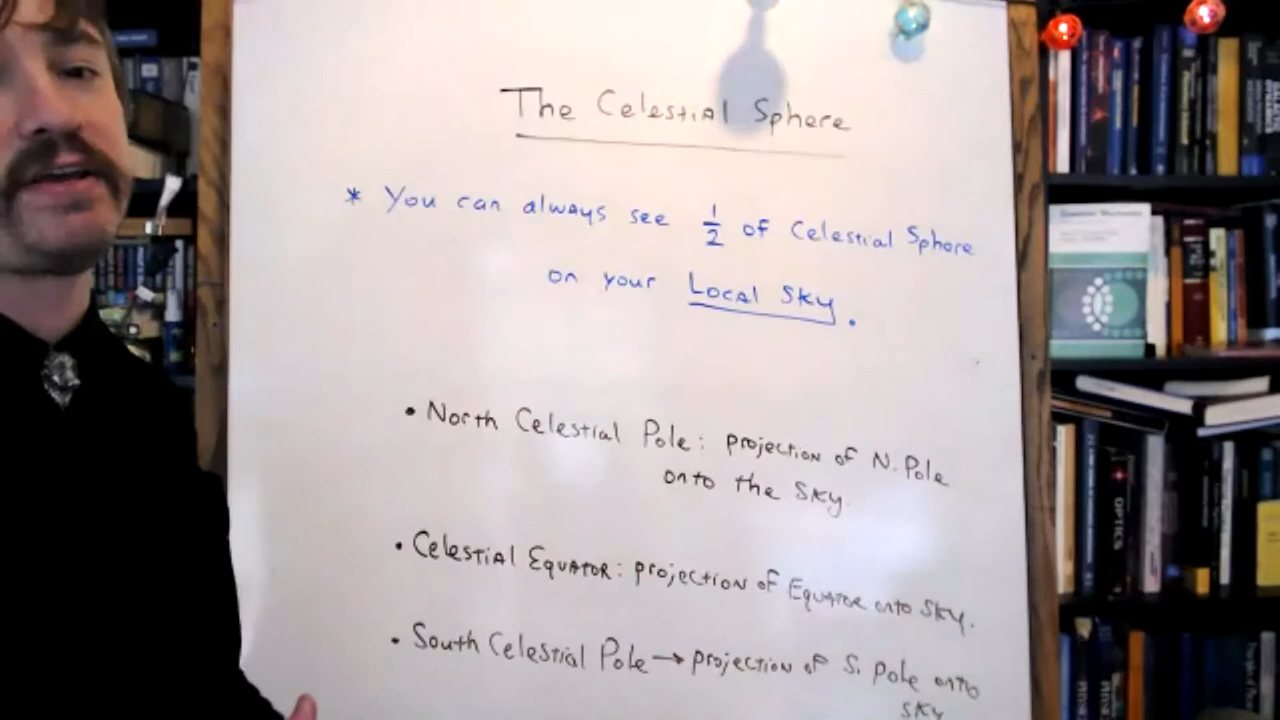 The Celestial Sphere
* You can always see 1/2 of Celestial Sphere
on your Local Sky.
• North Celestial Pole: projection of N. Pole
onto the Sky.
• Celestial Equator: projection of Equator onto Sky.
• South Celestial Pole → projection of S. pole onto
sky
OPTICS